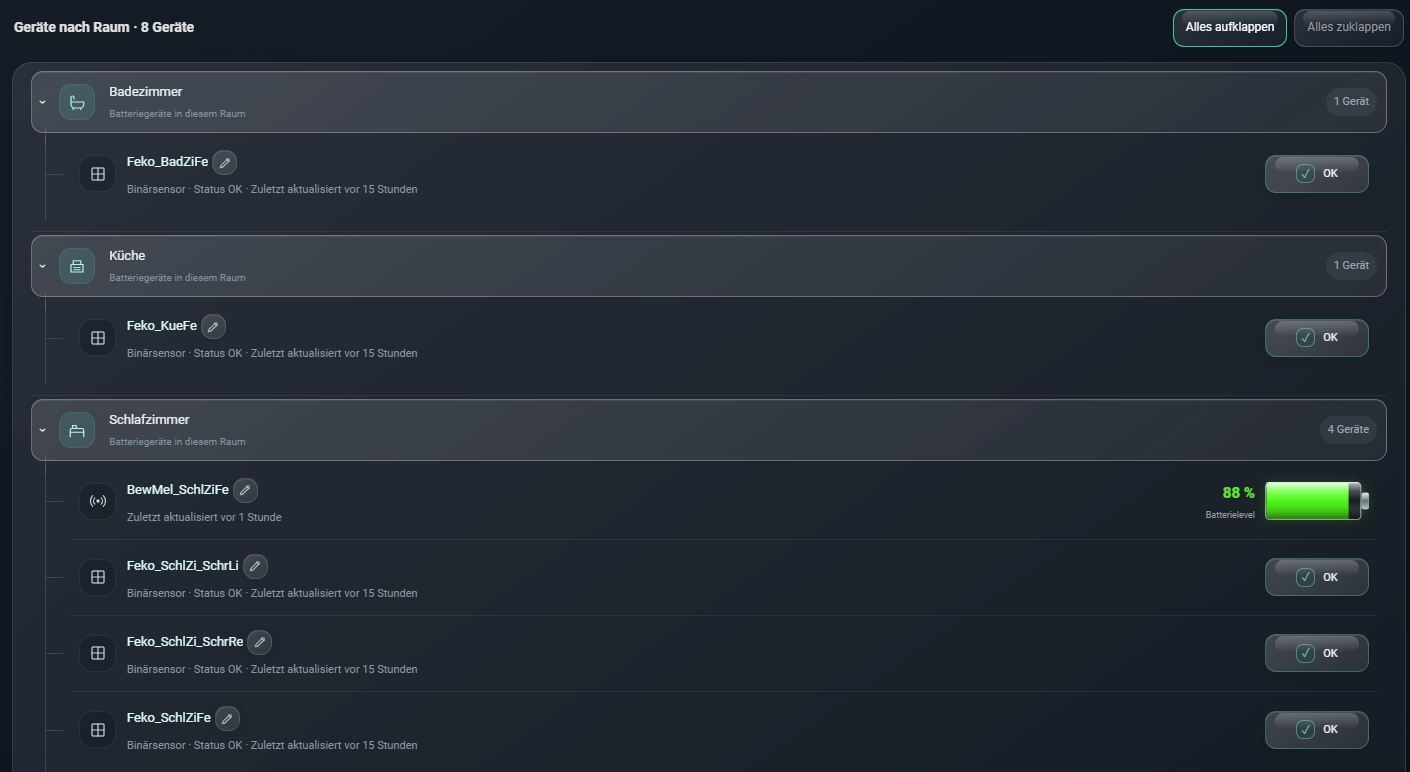 Geräte nach Raum · 8 Geräte
Alles aufklappen
Alles zuklappen
Badezimmer
Batteriegeräte in diesem Raum
1 Gerät
Feko_BadZiFe
Binärsensor · Status OK · Zuletzt aktualisiert vor 15 Stunden
OK
Küche
Batteriegeräte in diesem Raum
1 Gerät
Feko_KueFe
Binärsensor · Status OK · Zuletzt aktualisiert vor 15 Stunden
OK
Schlafzimmer
Batteriegeräte in diesem Raum
4 Geräte
BewMel_SchlZiFe
Zuletzt aktualisiert vor 1 Stunde
88 %
Batterielevel
Feko_SchlZi_SchrLi
Binärsensor · Status OK · Zuletzt aktualisiert vor 15 Stunden
OK
Feko_SchlZi_SchrRe
Binärsensor · Status OK · Zuletzt aktualisiert vor 15 Stunden
OK
Feko_SchlZiFe
Binärsensor · Status OK · Zuletzt aktualisiert vor 15 Stunden
OK